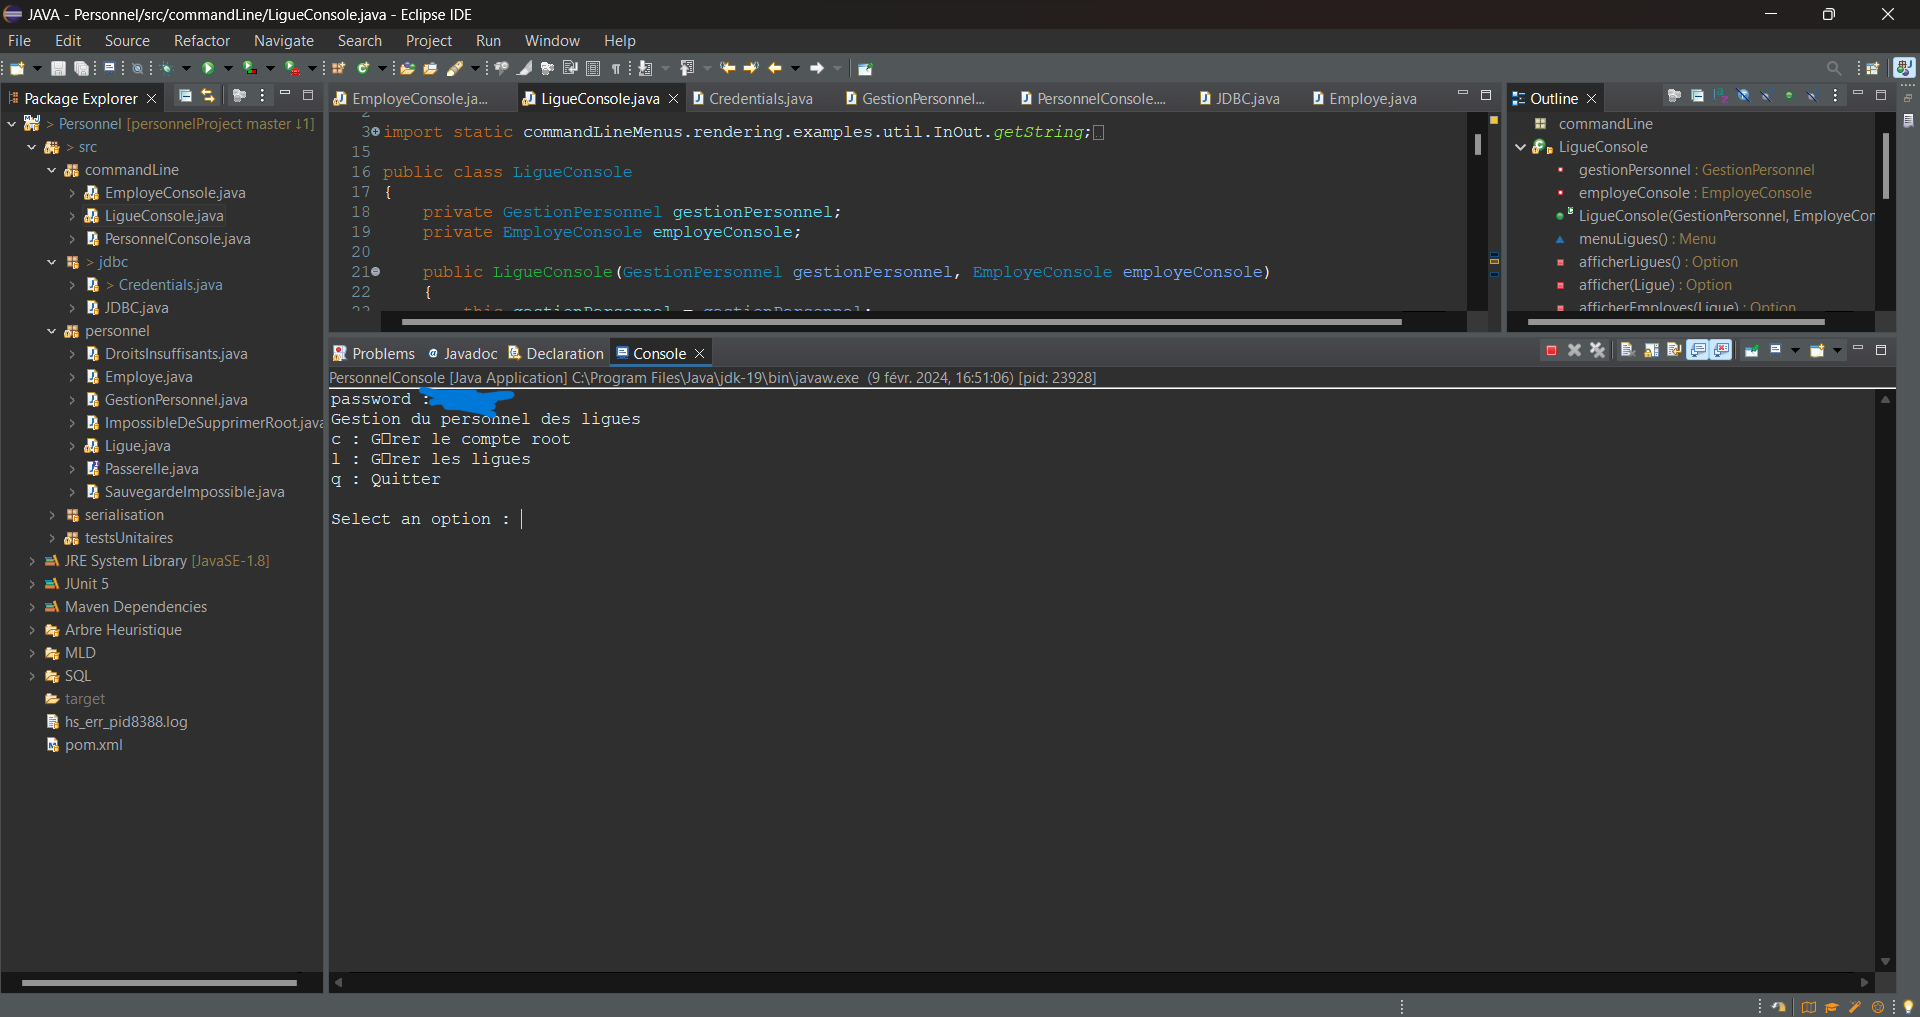 JAVA - Personnel/src/commandLine/LigueConsole.java - Eclipse IDE
File Edit Source Refactor Navigate Search Project Run Window Help
Package Explorer
> Personnel [personnelProject master ↓1]
> src
commandLine
EmployeConsole.java
LigueConsole.java
PersonnelConsole.java
> jdbc
> Credentials.java
JDBC.java
personnel
DroitsInsuffisants.java
Employe.java
GestionPersonnel.java
ImpossibleDeSupprimerRoot.java
Ligue.java
Passerelle.java
SauvegardeImpossible.java
serialisation
testsUnitaires
JRE System Library [JavaSE-1.8]
JUnit 5
Maven Dependencies
Arbre Heuristique
MLD
SQL
target
hs_err_pid8388.log
pom.xml
EmployeConsole.ja... LigueConsole.java Credentials.java GestionPersonnel... PersonnelConsole.... JDBC.java Employe.java
3 import static commandLineMenus.rendering.examples.util.InOut.getString;
15
16 public class LigueConsole
17 {
18 private GestionPersonnel gestionPersonnel;
19 private EmployeConsole employeConsole;
20
21 public LigueConsole(GestionPersonnel gestionPersonnel, EmployeConsole employeConsole)
22 {
Outline
commandLine
LigueConsole
gestionPersonnel : GestionPersonnel
employeConsole : EmployeConsole
LigueConsole(GestionPersonnel, EmployeCon
menuLigues() : Menu
afficherLigues() : Option
afficher(Ligue) : Option
afficherEmployes(Ligue) : Option
Problems Javadoc Declaration Console
PersonnelConsole [Java Application] C:\Program Files\Java\jdk-19\bin\javaw.exe (9 févr. 2024, 16:51:06) [pid: 23928]
password :
Gestion du personnel des ligues
c : G□rer le compte root
l : G□rer les ligues
q : Quitter
Select an option :